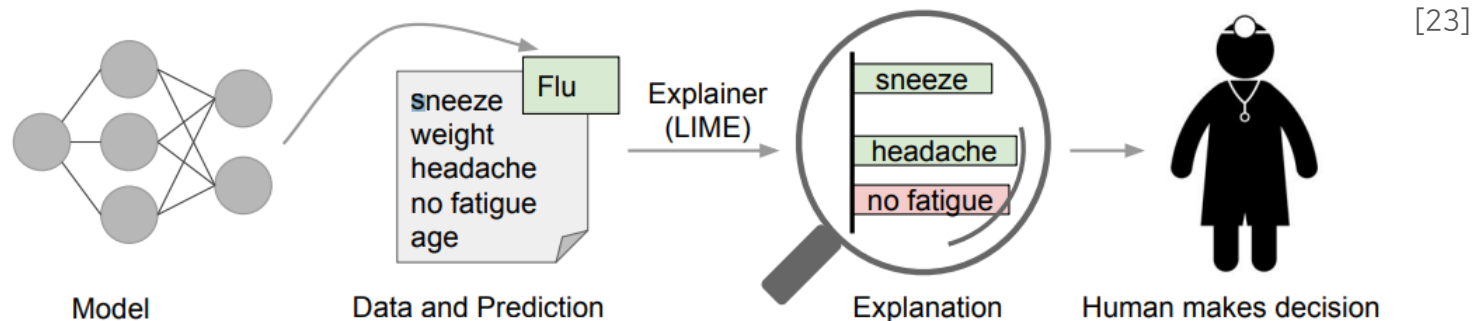 [23]
Flu
sneeze
weight
headache
no fatigue
age
Explainer
(LIME)
sneeze
headache
no fatigue
Model
Data and Prediction
Explanation
Human makes decision